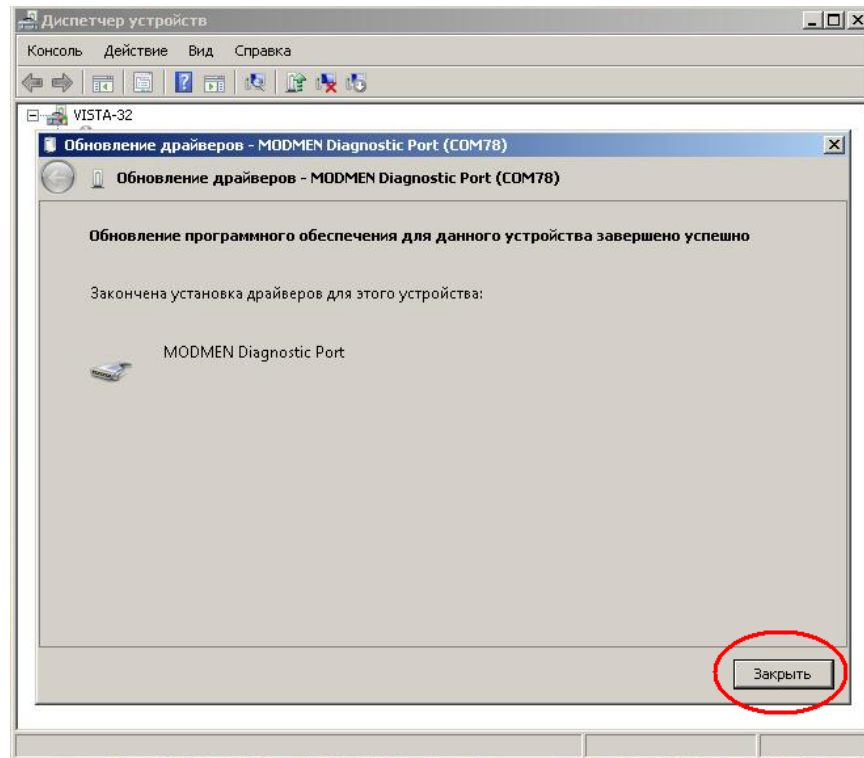 Диспетчер устройств
Консоль Действие Вид Справка
VISTA-32
Обновление драйверов - MODMEN Diagnostic Port (COM78)
Обновление драйверов - MODMEN Diagnostic Port (COM78)
Обновление программного обеспечения для данного устройства завершено успешно
Закончена установка драйверов для этого устройства:
MODMEN Diagnostic Port
Закрыть